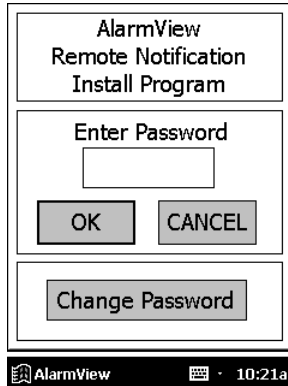 AlarmView
Remote Notification
Install Program
Enter Password
OK CANCEL
Change Password
AlarmView 10:21a